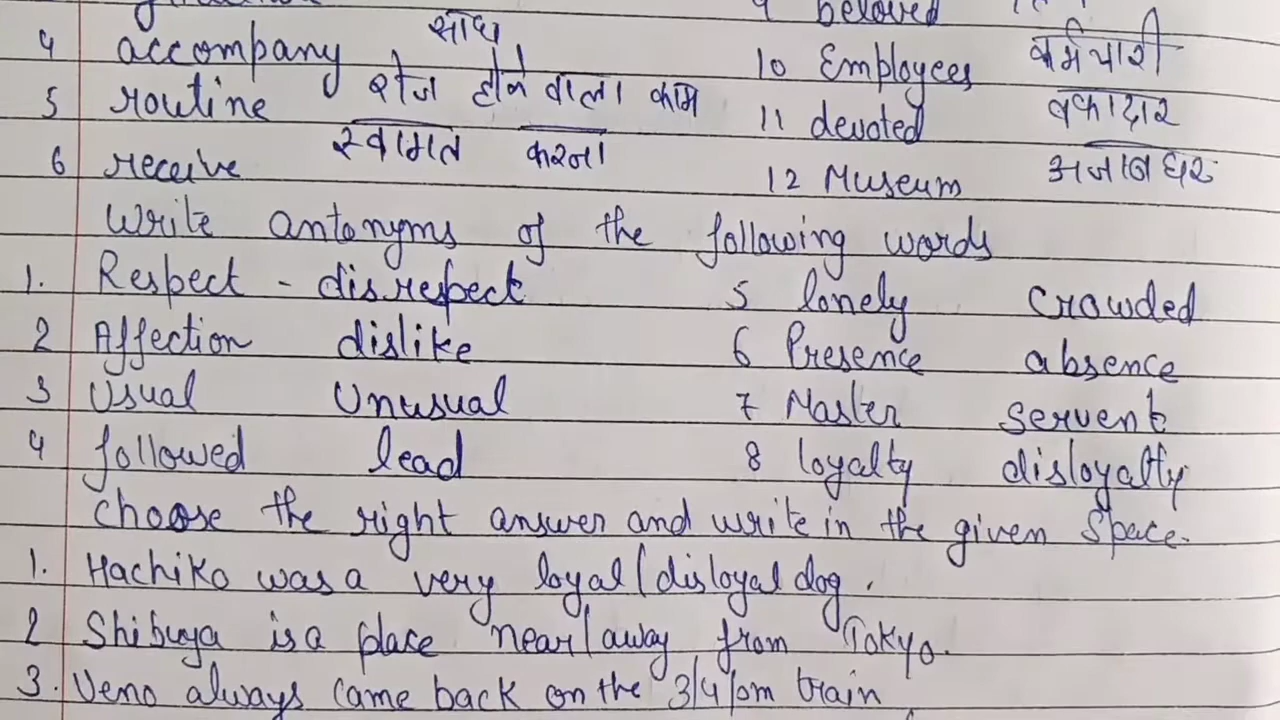 9 beloved
4 accompany साथ 10 Employees कर्मचारी
5 routine रोज होने वाला काम 11 devoted वफादार
6 receive स्वागत करना 12 Museum अजाब घर
Write antonyms of the following words
1. Respect - disrespect 5 lonely Crowded
2 Affection dislike 6 Presence absence
3 Usual Unusual 7 Master Servent
4 followed lead 8 loyalty disloyalty
choose the right answer and write in the given Space.
1. Hachiko was a very loyal/disloyal dog.
2 Shibuya is a place near/away from Tokyo.
3. Ueno always came back on the 3/4 pm train